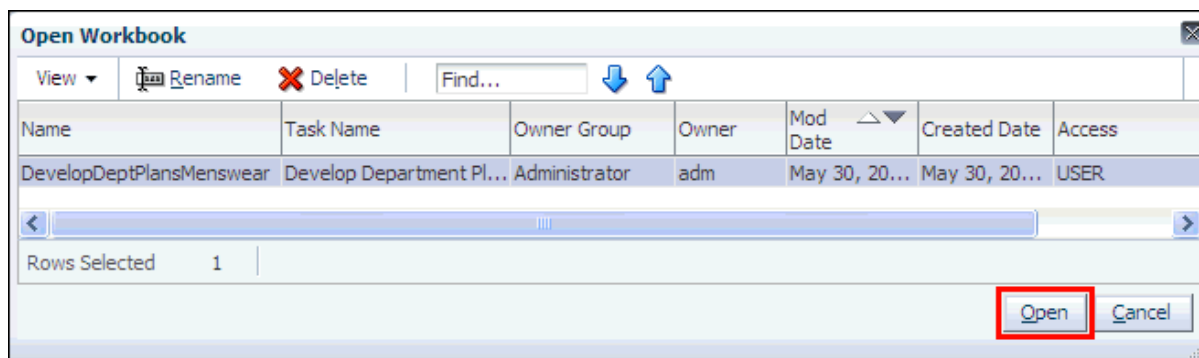 Open Workbook
View Rename Delete Find...
Name Task Name Owner Group Owner Mod Date Created Date Access
DevelopDeptPlansMenswear Develop Department Pl... Administrator adm May 30, 20... May 30, 20... USER
Rows Selected 1
Open Cancel